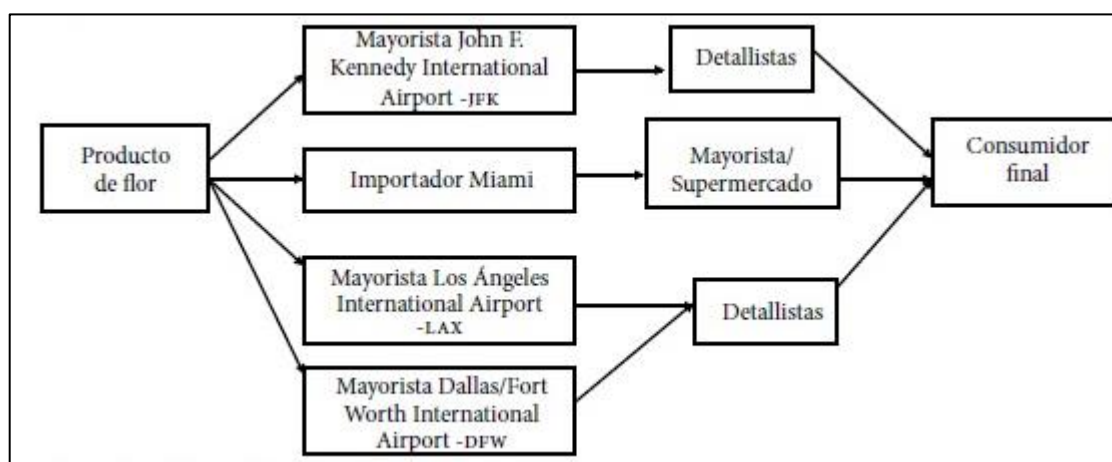 Producto
de flor
Mayorista John F.
Kennedy International
Airport -JFK
Importador Miami
Mayorista Los Ángeles
International Airport
-LAX
Mayorista Dallas/Fort
Worth International
Airport -DFW
Detallistas
Mayorista/
Supermercado
Detallistas
Consumidor
final